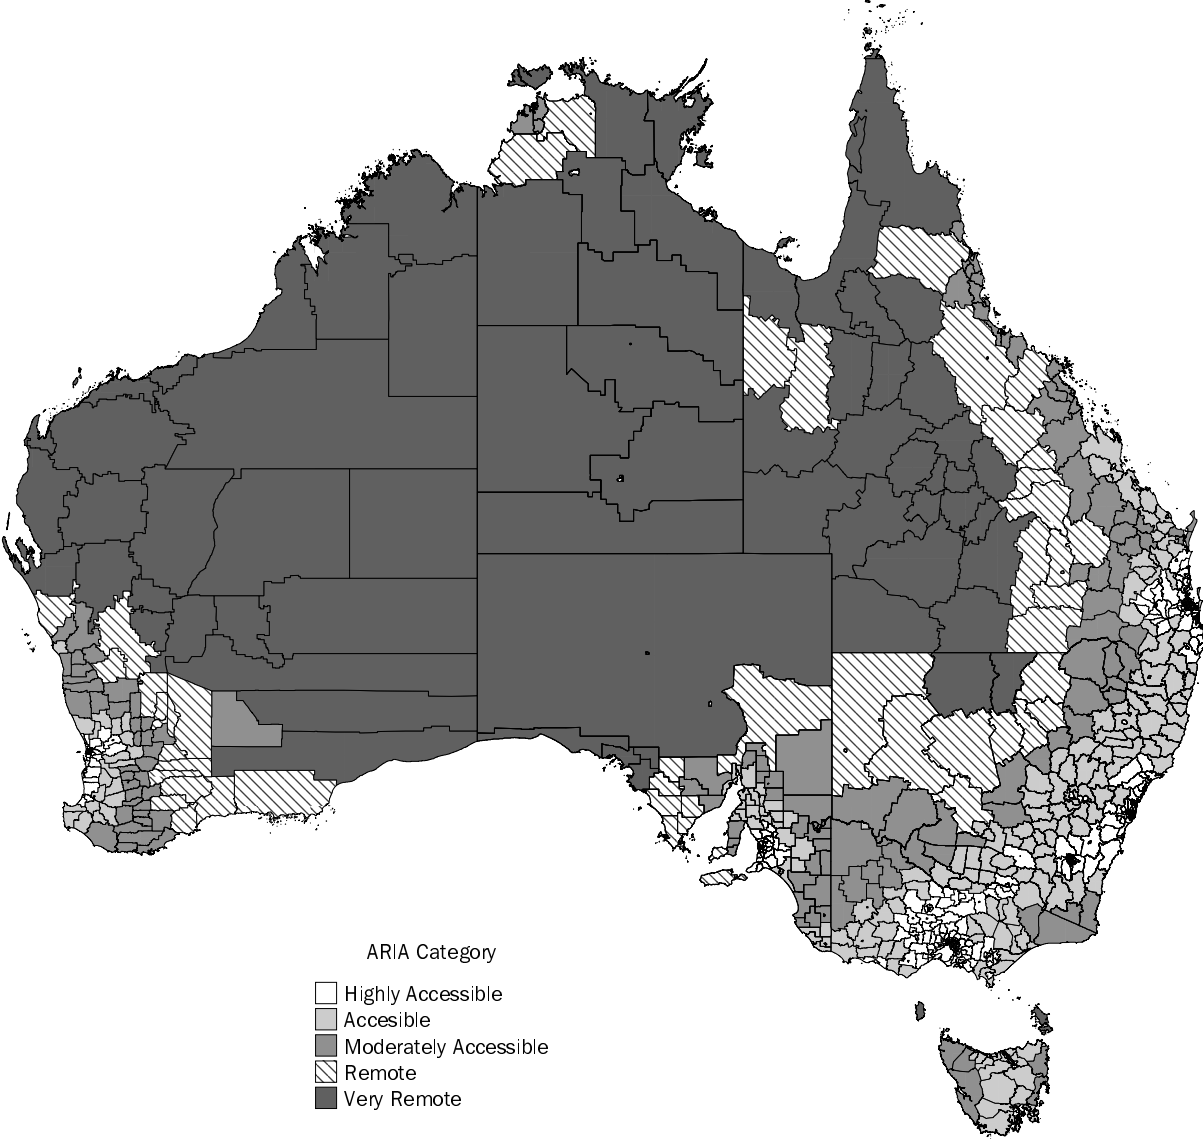 ARIA Category
Highly Accessible
Accesible
Moderately Accessible
Remote
Very Remote